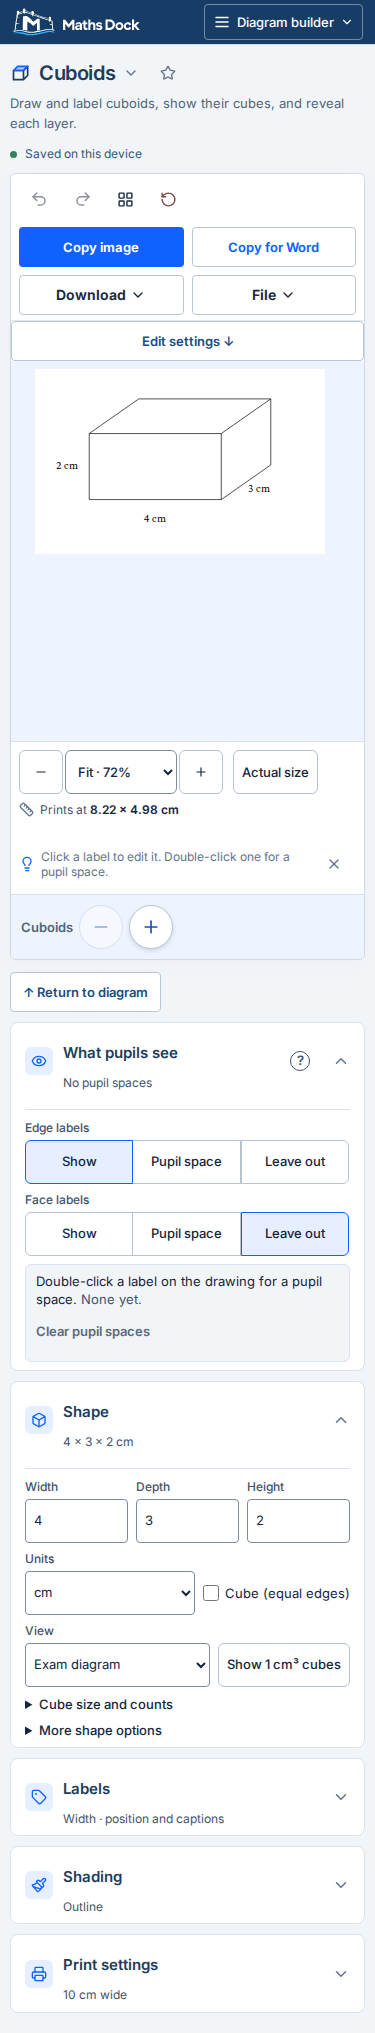 Maths Dock
Diagram builder
Cuboids
Draw and label cuboids, show their cubes, and reveal
each layer.
Saved on this device
Copy image
Copy for Word
Download
File
Edit settings ↓
2 cm
3 cm
4 cm
−
Fit · 72%
+
Actual size
Prints at 8.22 × 4.98 cm
Click a label to edit it. Double-click one for a
pupil space.
Cuboids
↑ Return to diagram
What pupils see
?
No pupil spaces
Edge labels
Show
Pupil space
Leave out
Face labels
Show
Pupil space
Leave out
Double-click a label on the drawing for a pupil
space. None yet.
Clear pupil spaces
Shape
4 × 3 × 2 cm
Width
Depth
Height
4
3
2
Units
cm
Cube (equal edges)
View
Exam diagram
Show 1 cm³ cubes
Cube size and counts
More shape options
Labels
Width · position and captions
Shading
Outline
Print settings
10 cm wide